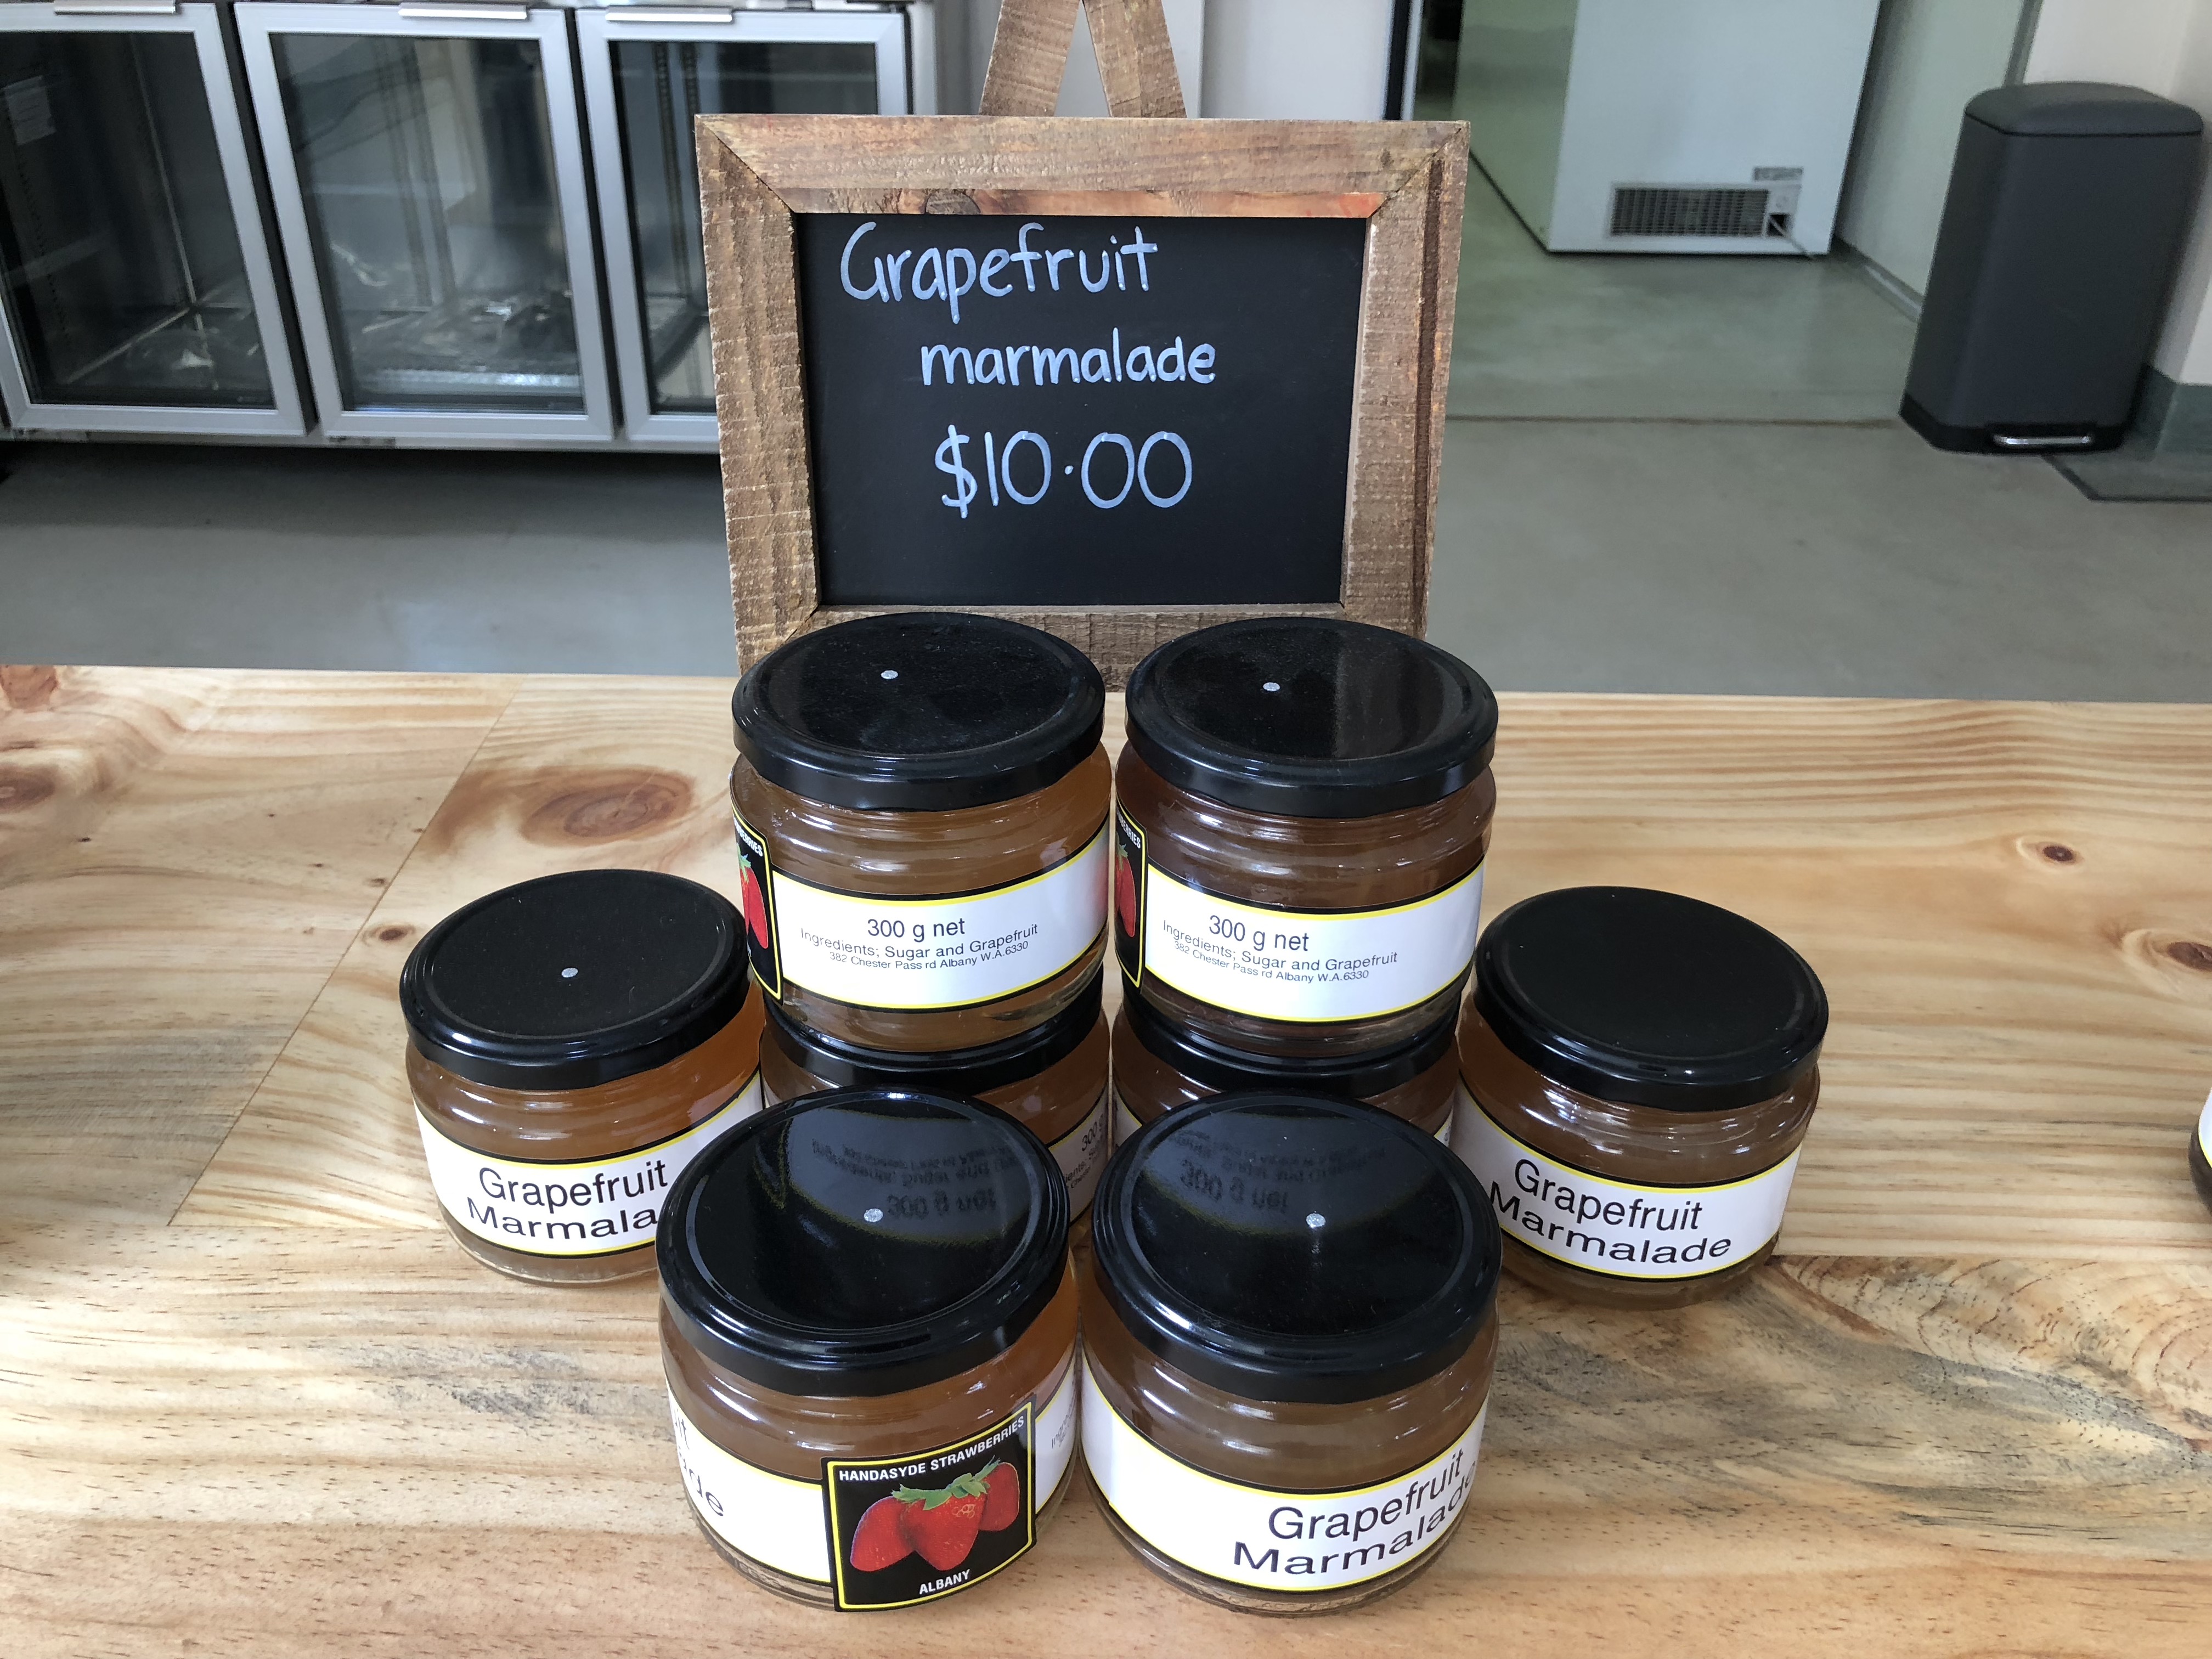 Grapefruit
marmalade
$10.00
300 g net
Ingredients; Sugar and Grapefruit
382 Chester Pass rd Albany W.A.6330
300 g net
Ingredients; Sugar and Grapefruit
382 Chester Pass rd Albany W.A.6330
Grapefruit
Marmala
Grapefruit
Marmalade
HANDASYDE STRAWBERRIES
ALBANY
Grapefruit
Marmalade